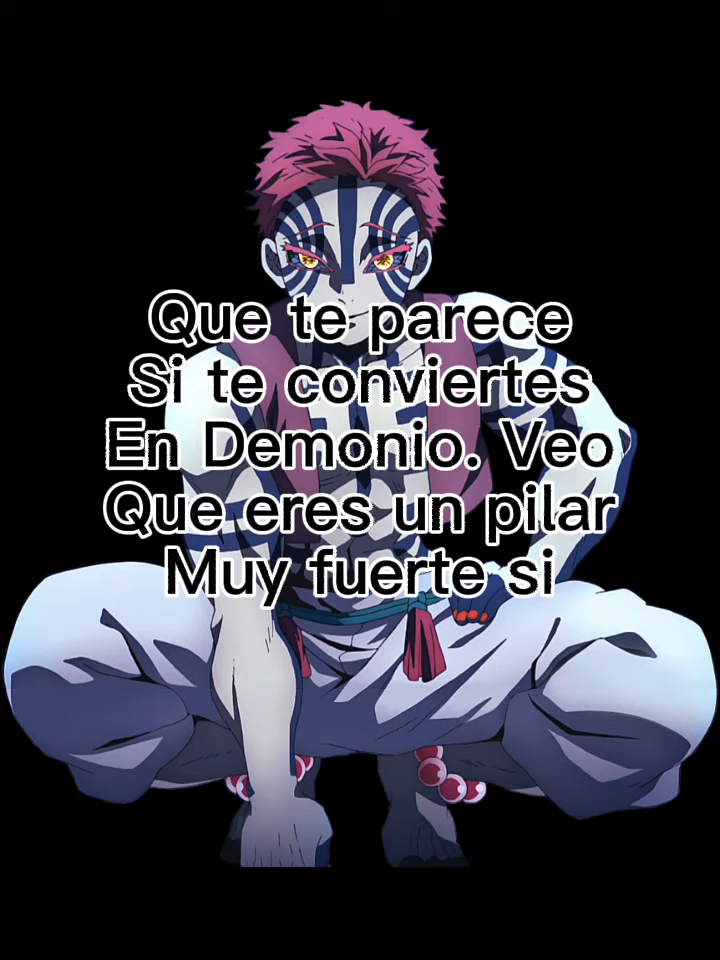 Que te parece
Si te conviertes
En Demonio. Veo
Que eres un pilar
Muy fuerte si